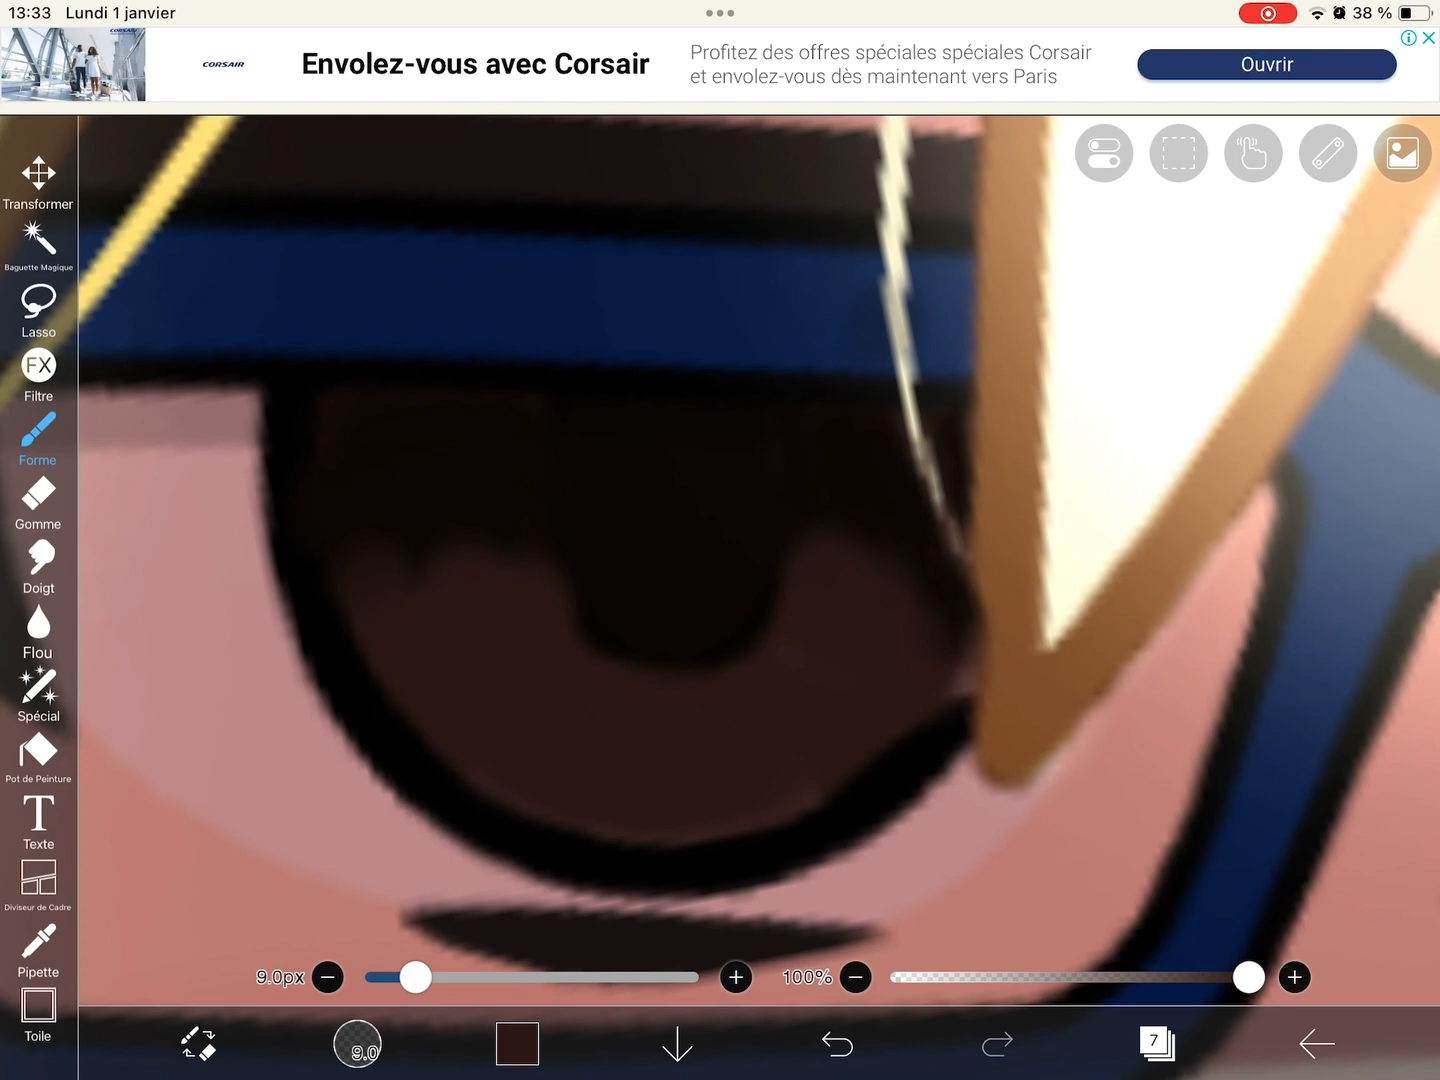 13:33 Lundi 1 janvier
38 %
CORSAIR
CORSAIR
Envolez-vous avec Corsair
Profitez des offres spéciales spéciales Corsair
et envolez-vous dès maintenant vers Paris
Ouvrir
Transformer
Baguette Magique
Lasso
FX
Filtre
Forme
Gomme
Doigt
Flou
Spécial
Pot de Peinture
T
Texte
Diviseur de Cadre
Pipette
Toile
9.0px
100%
9.0
7